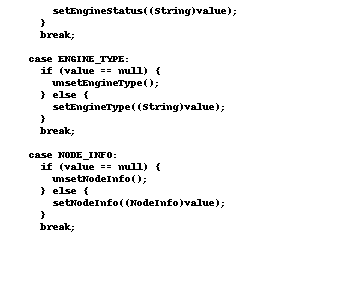 setEngineStatus((String)value);
}
break;
case ENGINE_TYPE:
if (value == null) {
unsetEngineType();
} else {
setEngineType((String)value);
}
break;
case NODE_INFO:
if (value == null) {
unsetNodeInfo();
} else {
setNodeInfo((NodeInfo)value);
}
break;